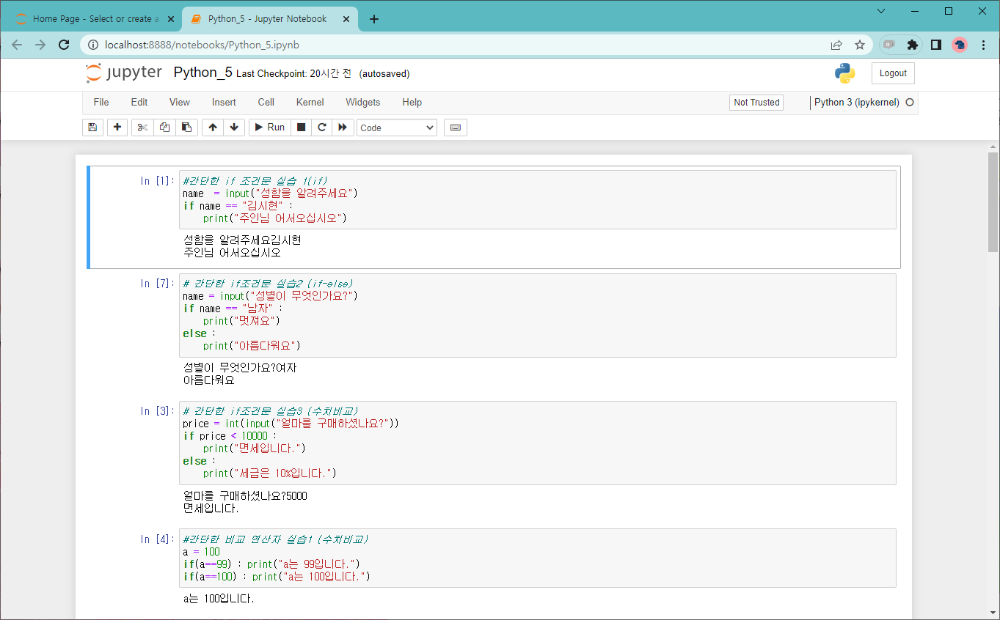 Home Page - Select or create a
Python_5 - Jupyter Notebook
localhost:8888/notebooks/Python_5.ipynb
jupyter Python_5 Last Checkpoint: 20시간 전 (autosaved)
Logout
File Edit View Insert Cell Kernel Widgets Help
Not Trusted
Python 3 (ipykernel)
Run
Code
In [1]: #간단한 if 조건문 실습 1(if)
name  = input("성함을 알려주세요")
if name == "김시현" :
    print("주인님 어서오십시오")
성함을 알려주세요김시현
주인님 어서오십시오
In [7]: # 간단한 if조건문 실습2 (if-else)
name = input("성별이 무엇인가요?")
if name == "남자" :
    print("멋져요")
else :
    print("아름다워요")
성별이 무엇인가요?여자
아름다워요
In [3]: # 간단한 if조건문 실습3 (수치비교)
price = int(input("얼마를 구매하셨나요?"))
if price < 10000 :
    print("면세입니다.")
else :
    print("세금은 10%입니다.")
얼마를 구매하셨나요?5000
면세입니다.
In [4]: #간단한 비교 연산자 실습1 (수치비교)
a = 100
if(a==99) : print("a는 99입니다.")
if(a==100) : print("a는 100입니다.")
a는 100입니다.